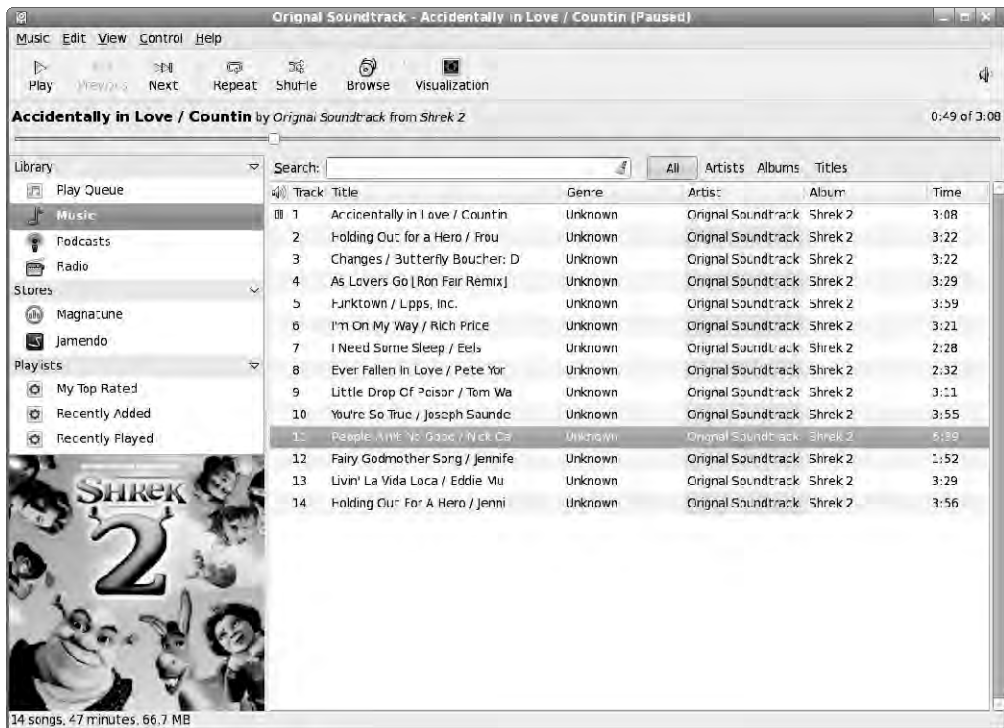 Orignal Soundtrack - Accidentally in Love / Countin (Paused)
Music Edit View Control Help
Play Previous Next Repeat Shuffle Browse Visualization
Accidentally in Love / Countin by Orignal Soundtrack from Shrek 2 0:49 of 3:08
Library Search: All Artists Albums Titles
Play Queue Track Title Genre Artist Album Time
Music 1 Accidentally in Love / Countin Unknown Orignal Soundtrack Shrek 2 3:08
2 Holding Out for a Hero / Frou Unknown Orignal Soundtrack Shrek 2 3:22
Podcasts 3 Changes / Butterfly Boucher; D Unknown Orignal Soundtrack Shrek 2 3:22
Radio 4 As Lovers Go [Ron Fair Remix] Unknown Orignal Soundtrack Shrek 2 3:29
Stores 5 Funktown / Lipps, Inc. Unknown Orignal Soundtrack Shrek 2 3:59
Magnatune 6 I'm On My Way / Rich Price Unknown Orignal Soundtrack Shrek 2 3:21
Jamendo 7 I Need Some Sleep / Eels Unknown Orignal Soundtrack Shrek 2 2:28
Playlists 8 Ever Fallen In Love / Pete Yor Unknown Orignal Soundtrack Shrek 2 2:32
My Top Rated 9 Little Drop Of Poison / Tom Wa Unknown Orignal Soundtrack Shrek 2 3:11
Recently Added 10 You're So True / Joseph Saunde Unknown Orignal Soundtrack Shrek 2 3:55
Recently Played 11 People Ain't No Good / Nick Ca Unknown Orignal Soundtrack Shrek 2 5:39
12 Fairy Godmother Song / Jennife Unknown Orignal Soundtrack Shrek 2 1:52
13 Livin' La Vida Loca / Eddie Mu Unknown Orignal Soundtrack Shrek 2 3:29
14 Holding Out For A Hero / Jenni Unknown Orignal Soundtrack Shrek 2 3:56
SHREK
2
14 songs, 47 minutes, 66.7 MB